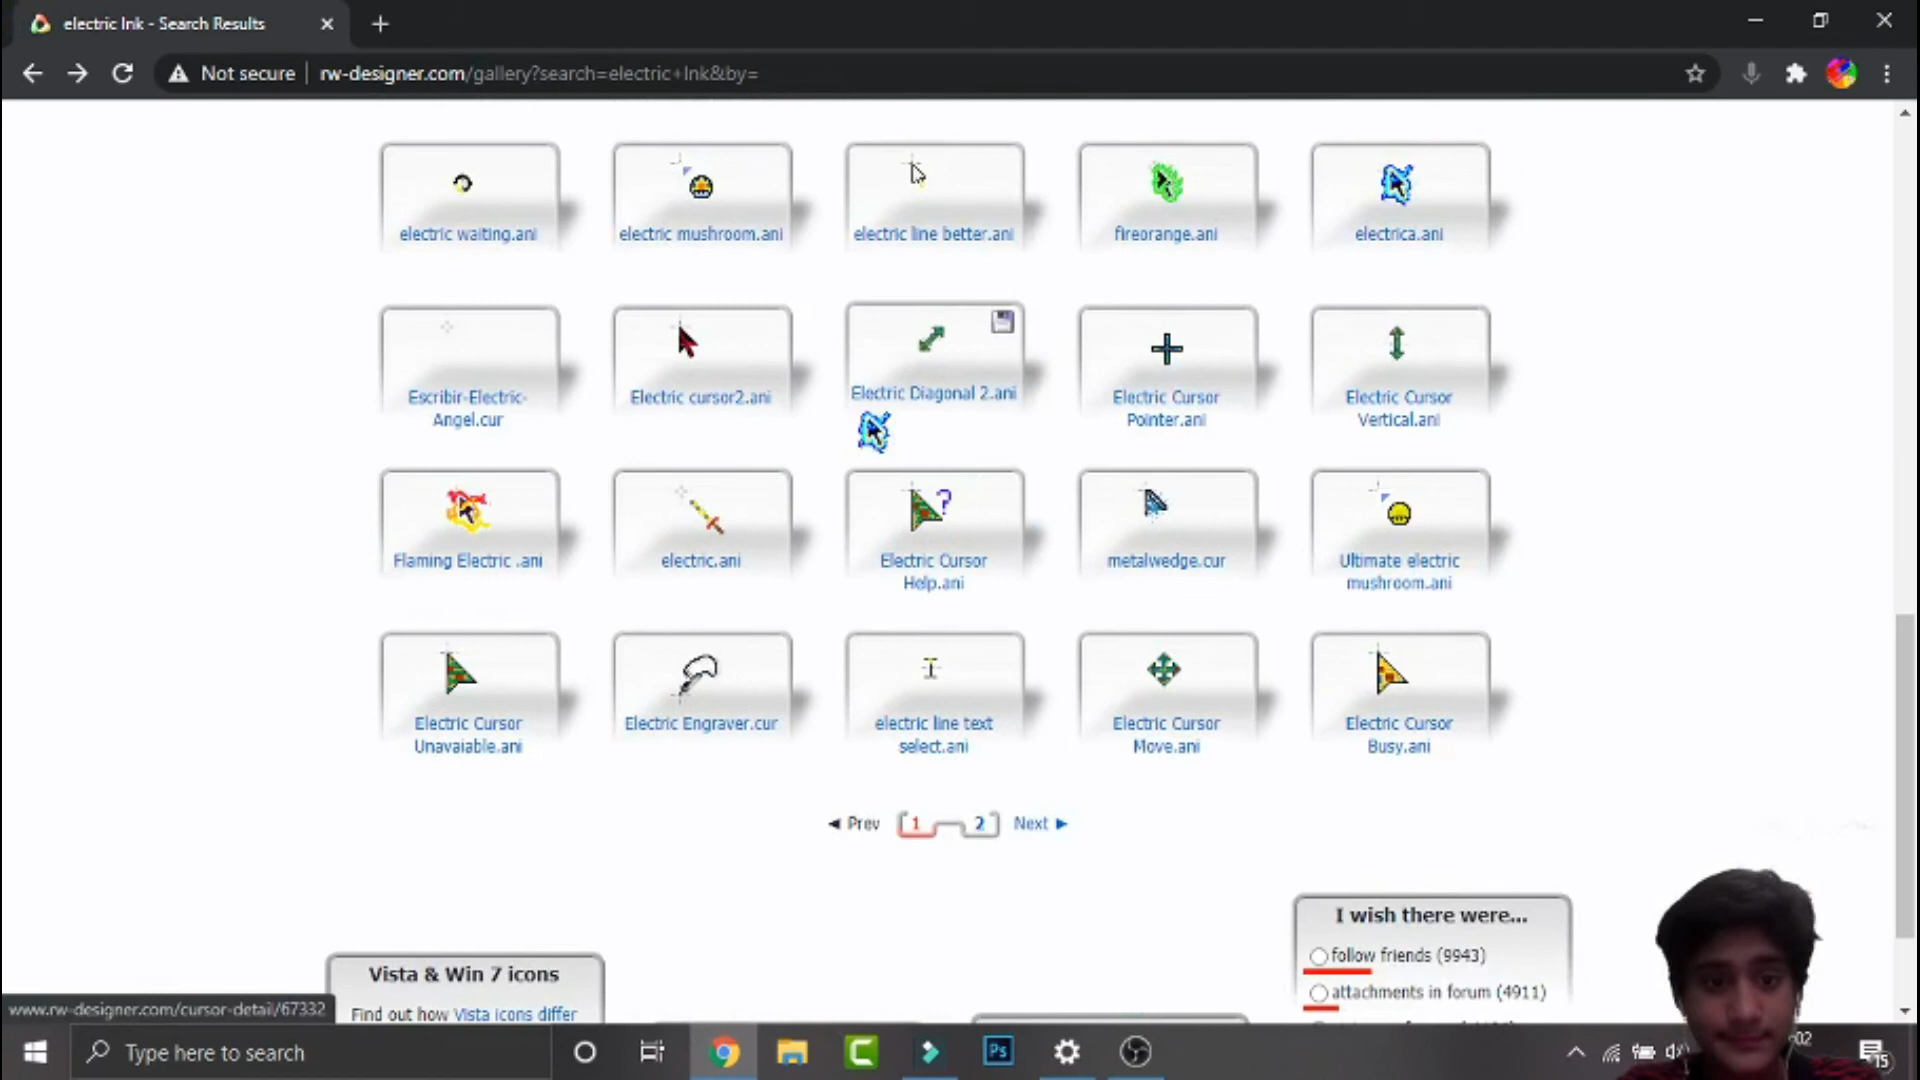 electric Ink - Search Results
Not secure
rw-designer.com/gallery?search=electric+Ink&by=
electric waiting.ani
electric mushroom.ani
electric line better.ani
fireorange.ani
electrica.ani
Escribir-Electric-
Angel.cur
Electric cursor2.ani
Electric Diagonal 2.ani
Electric Cursor
Pointer.ani
Electric Cursor
Vertical.ani
Flaming Electric .ani
electric.ani
Electric Cursor
Help.ani
metalwedge.cur
Ultimate electric
mushroom.ani
Electric Cursor
Unavaiable.ani
Electric Engraver.cur
electric line text
select.ani
Electric Cursor
Move.ani
Electric Cursor
Busy.ani
◄ Prev 1 2 Next ►
I wish there were...
follow friends (9943)
attachments in forum (4911)
Vista & Win 7 icons
Find out how Vista icons differ
www.rw-designer.com/cursor-detail/67332
Type here to search
Ps
02
15